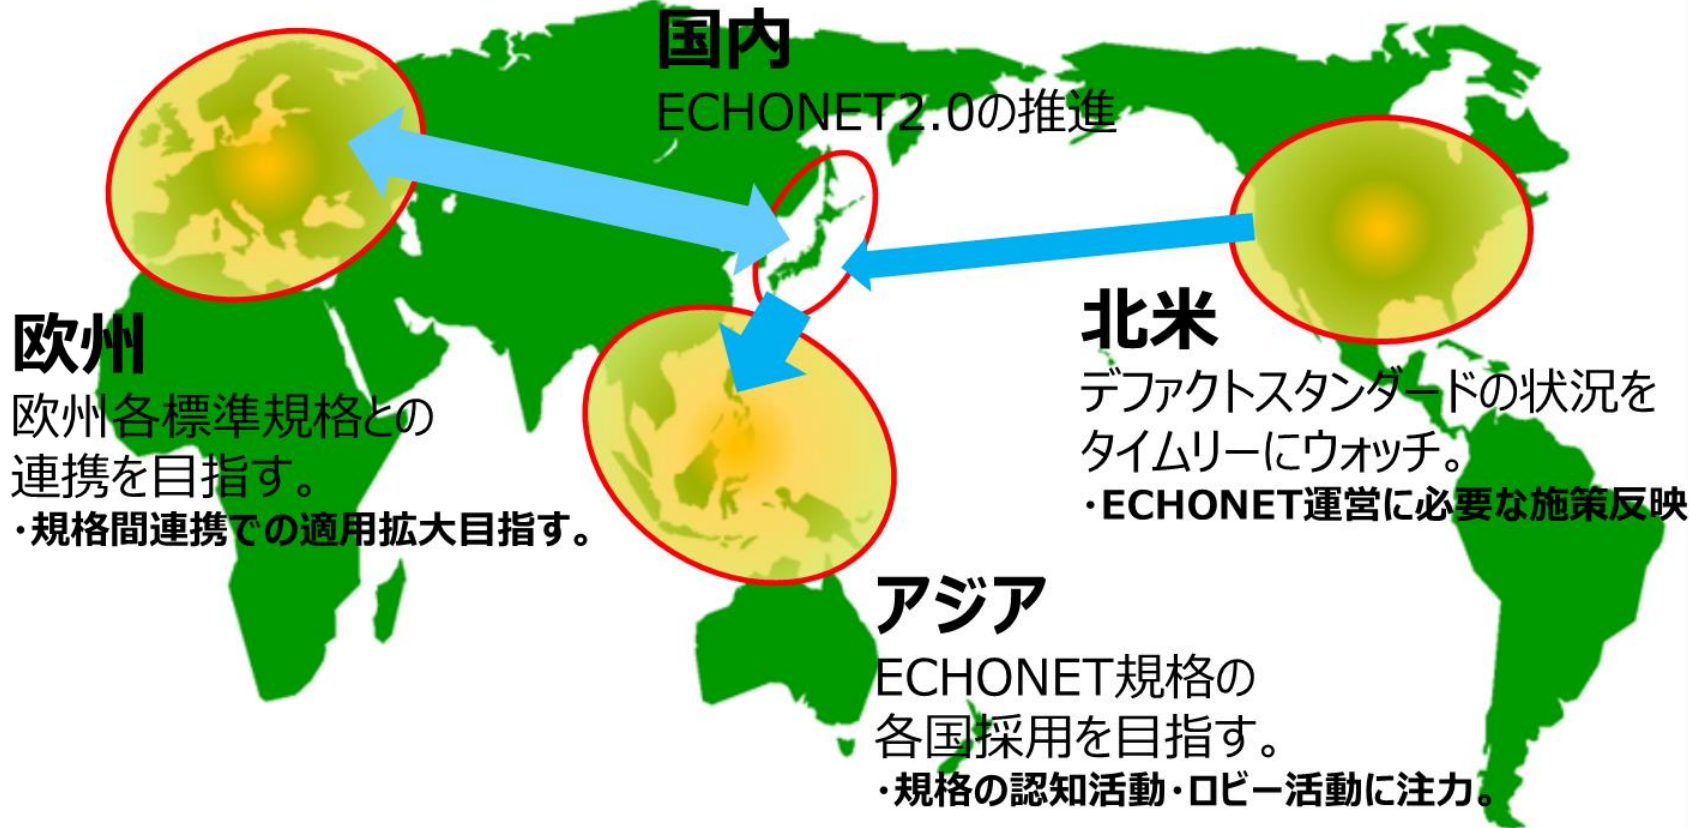 国内
ECHONET2.0の推進
欧州
欧州各標準規格との
連携を目指す。
・規格間連携での適用拡大目指す。
北米
デファクトスタンダードの状況を
タイムリーにウォッチ。
・ECHONET運営に必要な施策反映
アジア
ECHONET規格の
各国採用を目指す。
・規格の認知活動・ロビー活動に注力。